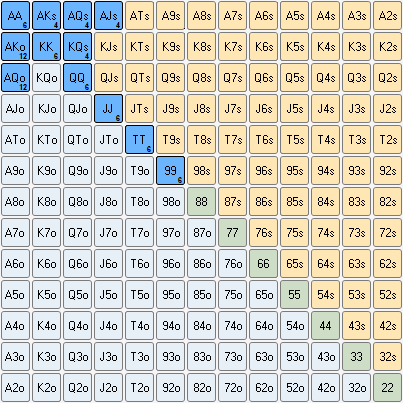 AA 6 AKs 4 AQs 4 AJs 4 ATs A9s A8s A7s A6s A5s A4s A3s A2s
AKo 12 KK 6 KQs 4 KJs KTs K9s K8s K7s K6s K5s K4s K3s K2s
AQo 12 KQo QQ 6 QJs QTs Q9s Q8s Q7s Q6s Q5s Q4s Q3s Q2s
AJo KJo QJo JJ 6 JTs J9s J8s J7s J6s J5s J4s J3s J2s
ATo KTo QTo JTo TT 6 T9s T8s T7s T6s T5s T4s T3s T2s
A9o K9o Q9o J9o T9o 99 6 98s 97s 96s 95s 94s 93s 92s
A8o K8o Q8o J8o T8o 98o 88 87s 86s 85s 84s 83s 82s
A7o K7o Q7o J7o T7o 97o 87o 77 76s 75s 74s 73s 72s
A6o K6o Q6o J6o T6o 96o 86o 76o 66 65s 64s 63s 62s
A5o K5o Q5o J5o T5o 95o 85o 75o 65o 55 54s 53s 52s
A4o K4o Q4o J4o T4o 94o 84o 74o 64o 54o 44 43s 42s
A3o K3o Q3o J3o T3o 93o 83o 73o 63o 53o 43o 33 32s
A2o K2o Q2o J2o T2o 92o 82o 72o 62o 52o 42o 32o 22